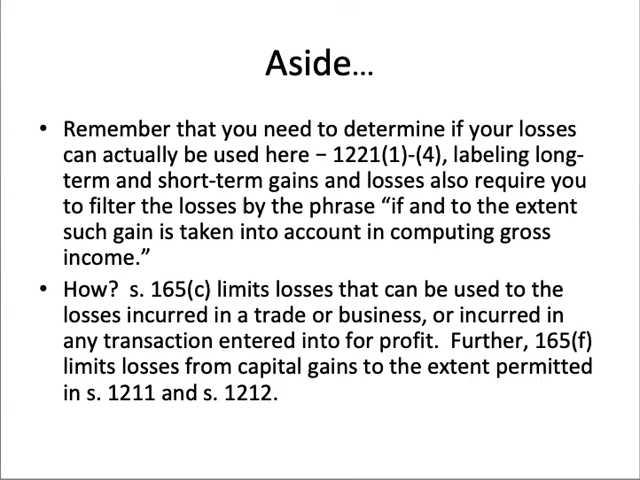 Aside…
• Remember that you need to determine if your losses
can actually be used here – 1221(1)-(4), labeling long-
term and short-term gains and losses also require you
to filter the losses by the phrase “if and to the extent
such gain is taken into account in computing gross
income.”
• How?  s. 165(c) limits losses that can be used to the
losses incurred in a trade or business, or incurred in
any transaction entered into for profit.  Further, 165(f)
limits losses from capital gains to the extent permitted
in s. 1211 and s. 1212.